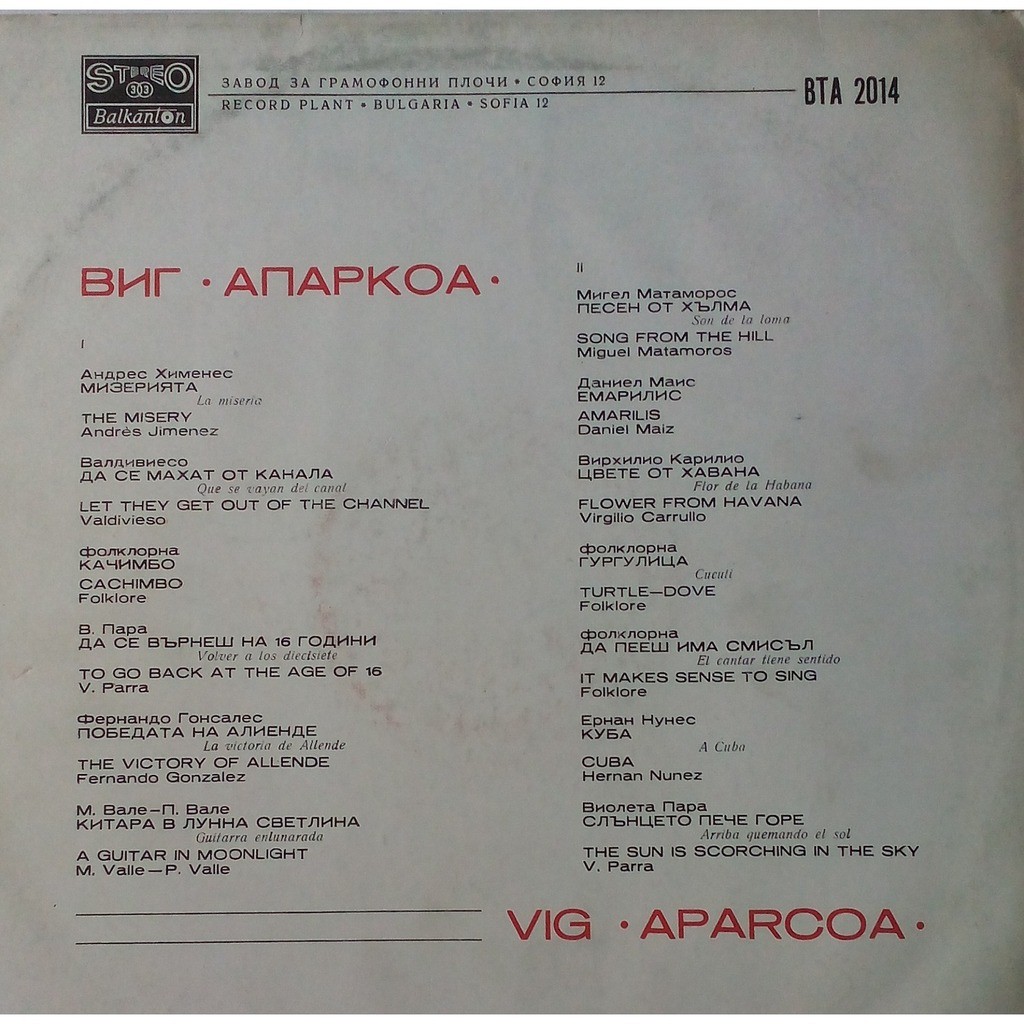 STEREO
303
Balkanton
ЗАВОД ЗА ГРАМОФОННИ ПЛОЧИ • СОФИЯ 12
RECORD PLANT • BULGARIA • SOFIA 12
ВТА 2014
ВИГ • АПАРКОА •
I
Андрес Хименес
МИЗЕРИЯТА
La miseria
THE MISERY
Andrès Jimenez
Валдивиесо
ДА СЕ МАХАТ ОТ КАНАЛА
Que se vayan del canal
LET THEY GET OUT OF THE CHANNEL
Valdivieso
фолклорна
КАЧИМБО
CACHIMBO
Folklore
В. Пара
ДА СЕ ВЪРНЕШ НА 16 ГОДИНИ
Volver a los diecisiete
TO GO BACK AT THE AGE OF 16
V. Parra
Фернандо Гонсалес
ПОБЕДАТА НА АЛИЕНДЕ
La victoria de Allende
THE VICTORY OF ALLENDE
Fernando Gonzalez
М. Вале—П. Вале
КИТАРА В ЛУННА СВЕТЛИНА
Guitarra enlunarada
A GUITAR IN MOONLIGHT
M. Valle—P. Valle
II
Мигел Матаморос
ПЕСЕН ОТ ХЪЛМА
Son de la loma
SONG FROM THE HILL
Miguel Matamoros
Даниел Маис
ЕМАРИЛИС
AMARILIS
Daniel Maiz
Вирхилио Карилио
ЦВЕТЕ ОТ ХАВАНА
Flor de la Habana
FLOWER FROM HAVANA
Virgilio Carrullo
фолклорна
ГУРГУЛИЦА
Cuculi
TURTLE—DOVE
Folklore
фолклорна
ДА ПЕЕШ ИМА СМИСЪЛ
El cantar tiene sentido
IT MAKES SENSE TO SING
Folklore
Ернан Нунес
КУБА
A Cuba
CUBA
Hernan Nunez
Виолета Пара
СЛЪНЦЕТО ПЕЧЕ ГОРЕ
Arriba quemando el sol
THE SUN IS SCORCHING IN THE SKY
V. Parra
VIG • APARCOA •